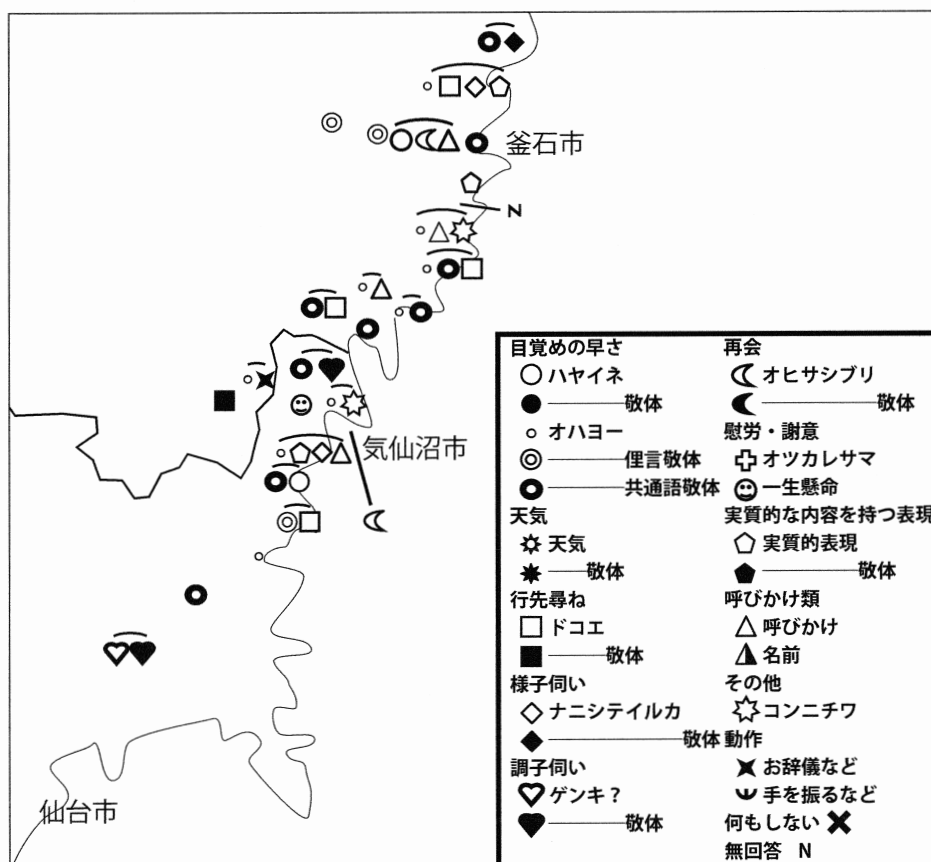 釜石市
N
気仙沼市
仙台市
目覚めの早さ
ハヤイネ
―――敬体
オハヨー
―――俚言敬体
―――共通語敬体
天気
天気
――敬体
行先尋ね
ドコエ
―――敬体
様子伺い
ナニシテイルカ
――――――敬体
調子伺い
ゲンキ？
――――敬体
再会
オヒサシブリ
―――――敬体
慰労・謝意
オツカレサマ
一生懸命
実質的な内容を持つ表現
実質的表現
―――――敬体
呼びかけ類
呼びかけ
名前
その他
コンニチワ
動作
お辞儀など
手を振るなど
何もしない
無回答 N